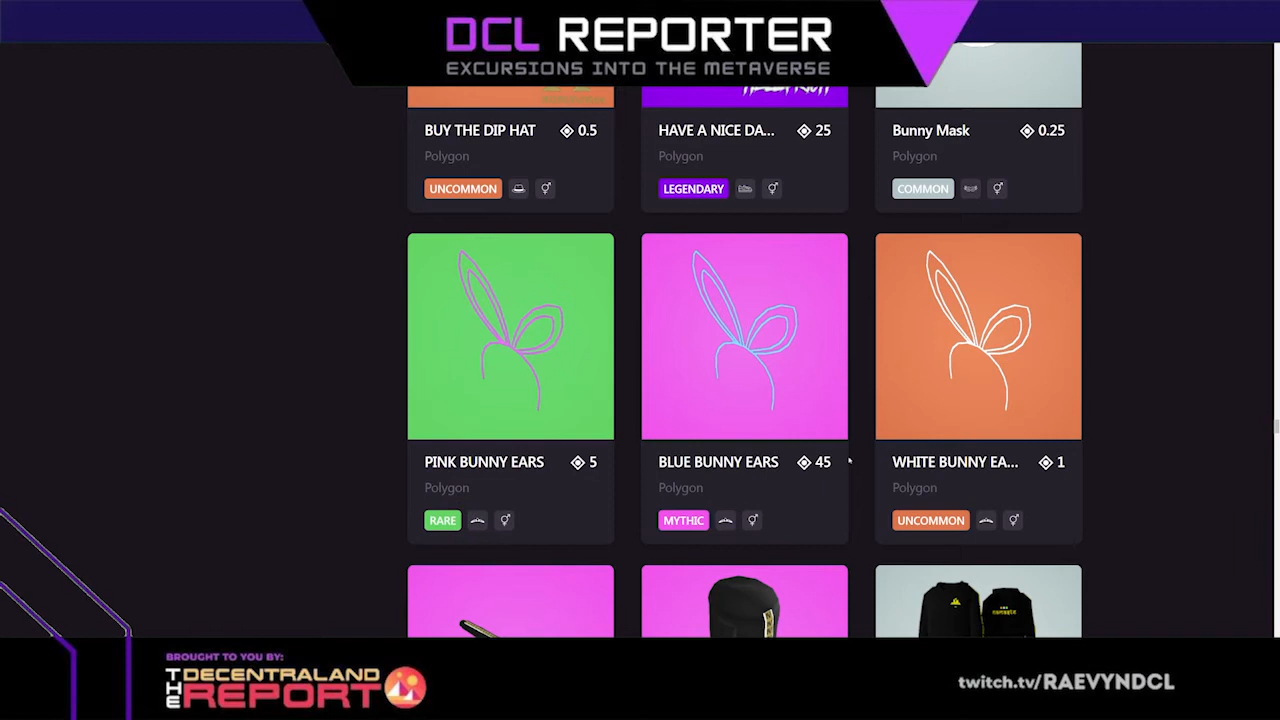 DCL REPORTER
EXCURSIONS INTO THE METAVERSE
BUY THE DIP HAT 0.5
Polygon
UNCOMMON
HAVE A NICE DA... 25
Polygon
LEGENDARY
Bunny Mask 0.25
Polygon
COMMON
PINK BUNNY EARS 5
Polygon
RARE
BLUE BUNNY EARS 45
Polygon
MYTHIC
WHITE BUNNY EA... 1
Polygon
UNCOMMON
BROUGHT TO YOU BY:
THE DECENTRALAND
REPORT
twitch.tv/RAEVYNDCL